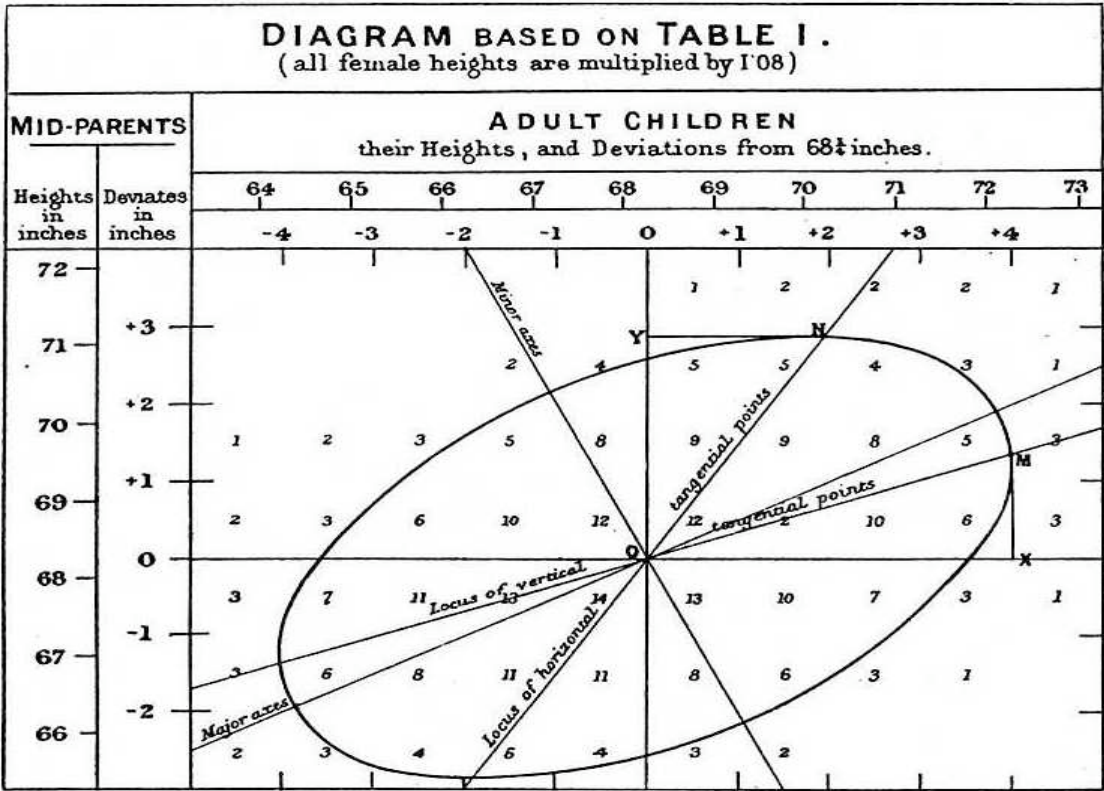 DIAGRAM BASED ON TABLE I.
(all female heights are multiplied by 1·08)
MID-PARENTS
ADULT CHILDREN
their Heights, and Deviations from 68¼ inches.
Heights in inches
Deviates in inches
64 65 66 67 68 69 70 71 72 73
-4 -3 -2 -1 0 +1 +2 +3 +4
72
1 2 2 2 1
Minor axes
+3
71
Y N
2 4 5 5 4 3 1
+2
70
tangential points
1 2 3 5 8 9 9 8 5 3
M
+1
69
tangential points
2 3 6 10 12 12 2 10 6 3
0
O
X
68
Locus of vertical
3 7 11 13 14 13 10 7 3 1
-1
67
3 6 8 11 11 8 6 3 1
Locus of horizontal
Major axes
-2
66
2 3 4 6 4 3 2